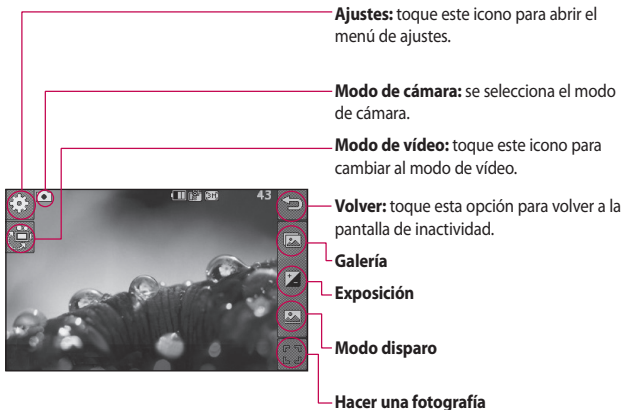 Ajustes: toque este icono para abrir el
menú de ajustes.
Modo de cámara: se selecciona el modo
de cámara.
Modo de vídeo: toque este icono para
cambiar al modo de vídeo.
43
Volver: toque esta opción para volver a la
pantalla de inactividad.
Galería
Exposición
Modo disparo
Hacer una fotografía